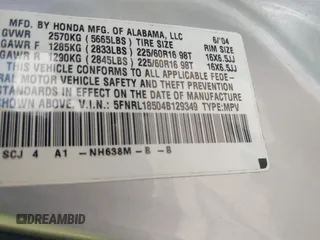 MFD. BY HONDA MFG. OF ALABAMA, LLC 6/'04
GVWR 2570KG (5665LBS) TIRE SIZE RIM SIZE
GAWR F 1285KG (2833LBS) 225/60R16 98T 16X6.5JJ
GAWR R 1290KG (2845LBS) 225/60R16 98T 16X6.5JJ
THIS VEHICLE CONFORMS TO ALL APPLICABLE
MOTOR VEHICLE SAFETY AND THEFT PREVENTION
STANDARDS IN EFFECT ON THE DATE OF MANUFACTURE
SHOWN ABOVE. V.I.N: 5FNRL18504B129349 TYPE:MPV
SCJ 4 A1 -NH638M-B -B
AUTOBIDMASTER